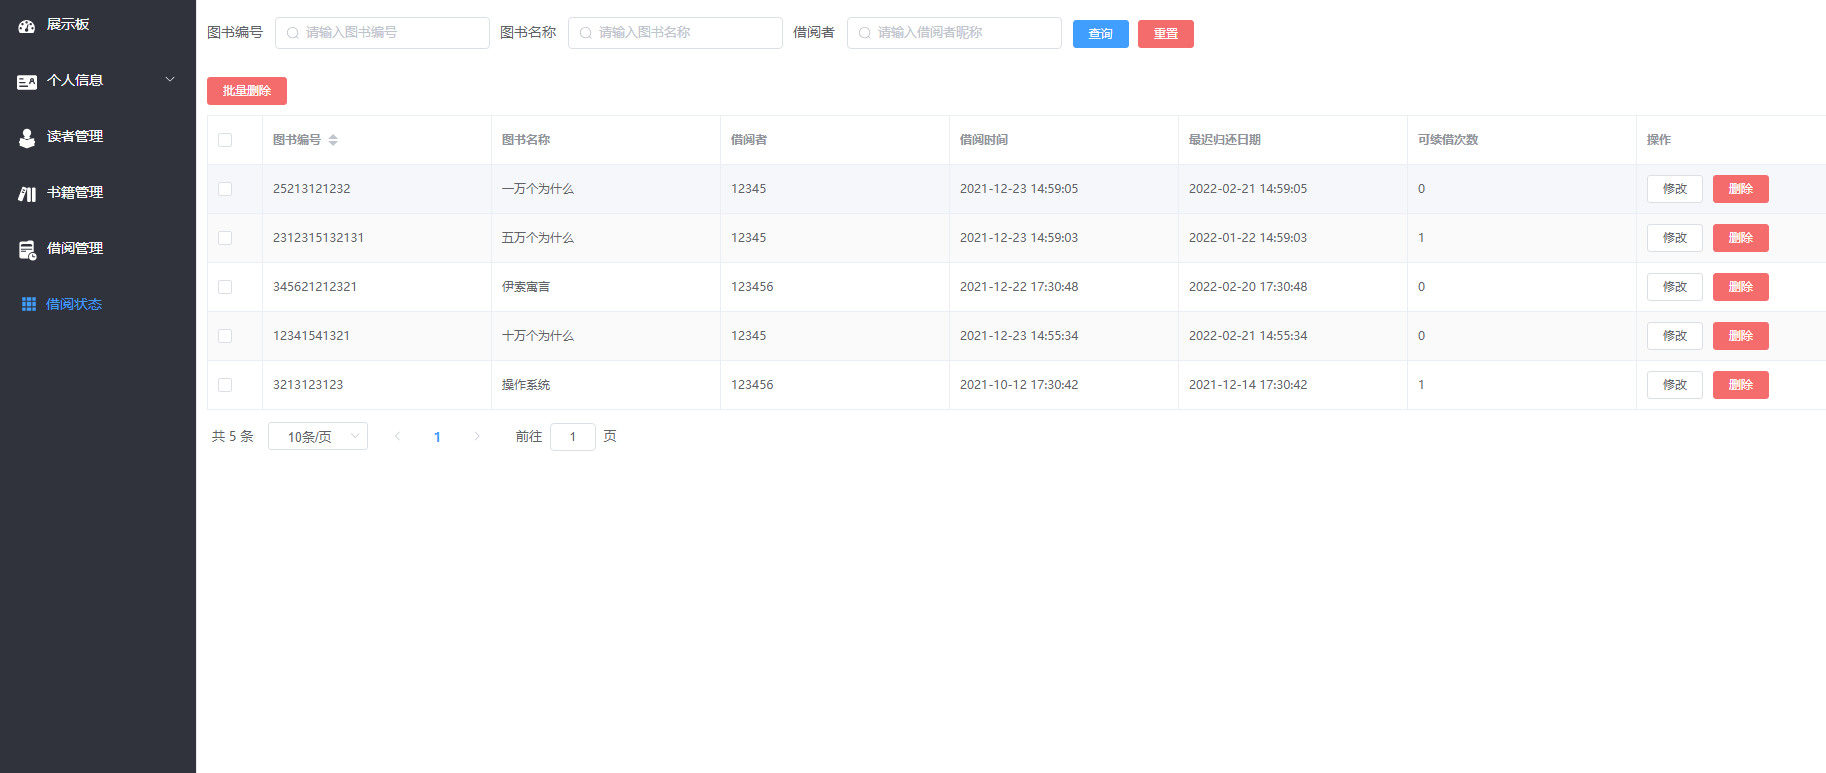 展示板
个人信息
读者管理
书籍管理
借阅管理
借阅状态
图书编号 请输入图书编号 图书名称 请输入图书名称 借阅者 请输入借阅者昵称 查询 重置
批量删除
图书编号 图书名称 借阅者 借阅时间 最迟归还日期 可续借次数 操作
25213121232 一万个为什么 12345 2021-12-23 14:59:05 2022-02-21 14:59:05 0 修改 删除
2312315132131 五万个为什么 12345 2021-12-23 14:59:03 2022-01-22 14:59:03 1 修改 删除
345621212321 伊索寓言 123456 2021-12-22 17:30:48 2022-02-20 17:30:48 0 修改 删除
12341541321 十万个为什么 12345 2021-12-23 14:55:34 2022-02-21 14:55:34 0 修改 删除
3213123123 操作系统 123456 2021-10-12 17:30:42 2021-12-14 17:30:42 1 修改 删除
共 5 条 10条/页 1 前往 1 页